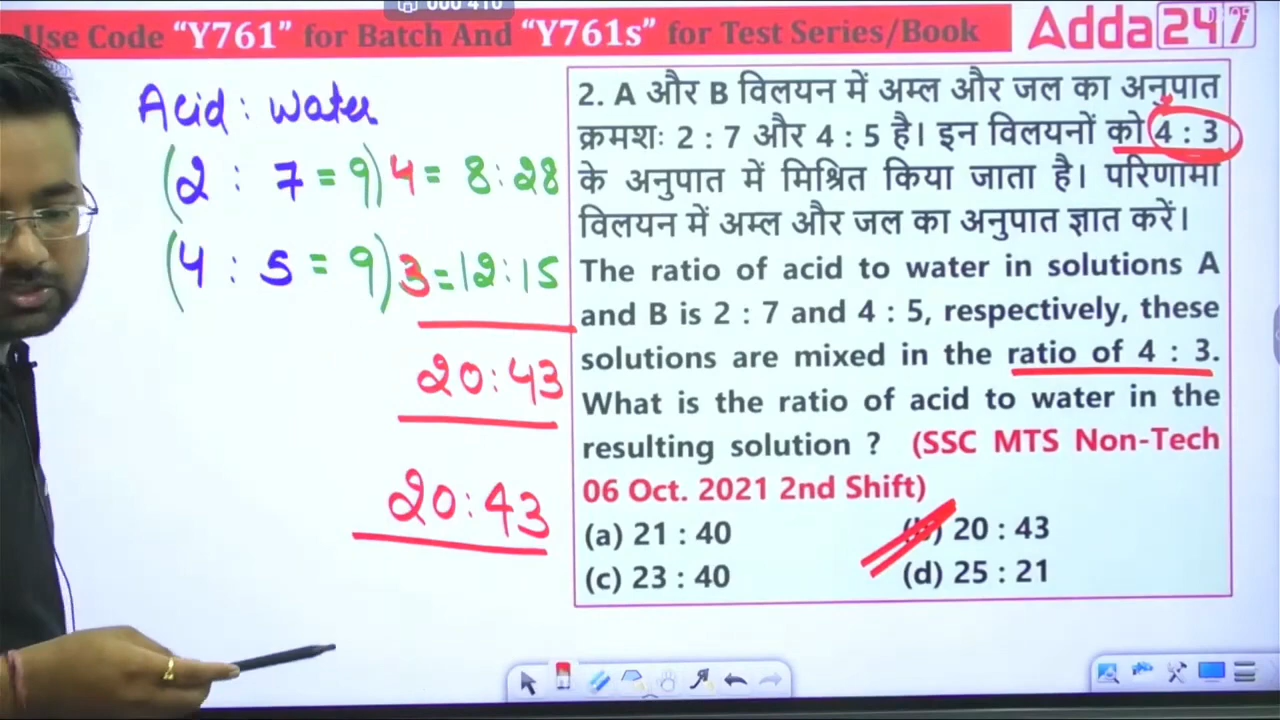 Use Code “Y761” for Batch And “Y761s” for Test Series/Book
Adda 247
Acid : water
(2 : 7 = 9) 4 = 8 : 28
(4 : 5 = 9) 3 = 12 : 15
20 : 43
20 : 43
2. A और B विलयन में अम्ल और जल का अनुपात
क्रमशः 2 : 7 और 4 : 5 है। इन विलयनों को 4 : 3
के अनुपात में मिश्रित किया जाता है। परिणामी
विलयन में अम्ल और जल का अनुपात ज्ञात करें।
The ratio of acid to water in solutions A
and B is 2 : 7 and 4 : 5, respectively, these
solutions are mixed in the ratio of 4 : 3.
What is the ratio of acid to water in the
resulting solution ? (SSC MTS Non-Tech
06 Oct. 2021 2nd Shift)
(a) 21 : 40
(b) 20 : 43
(c) 23 : 40
(d) 25 : 21